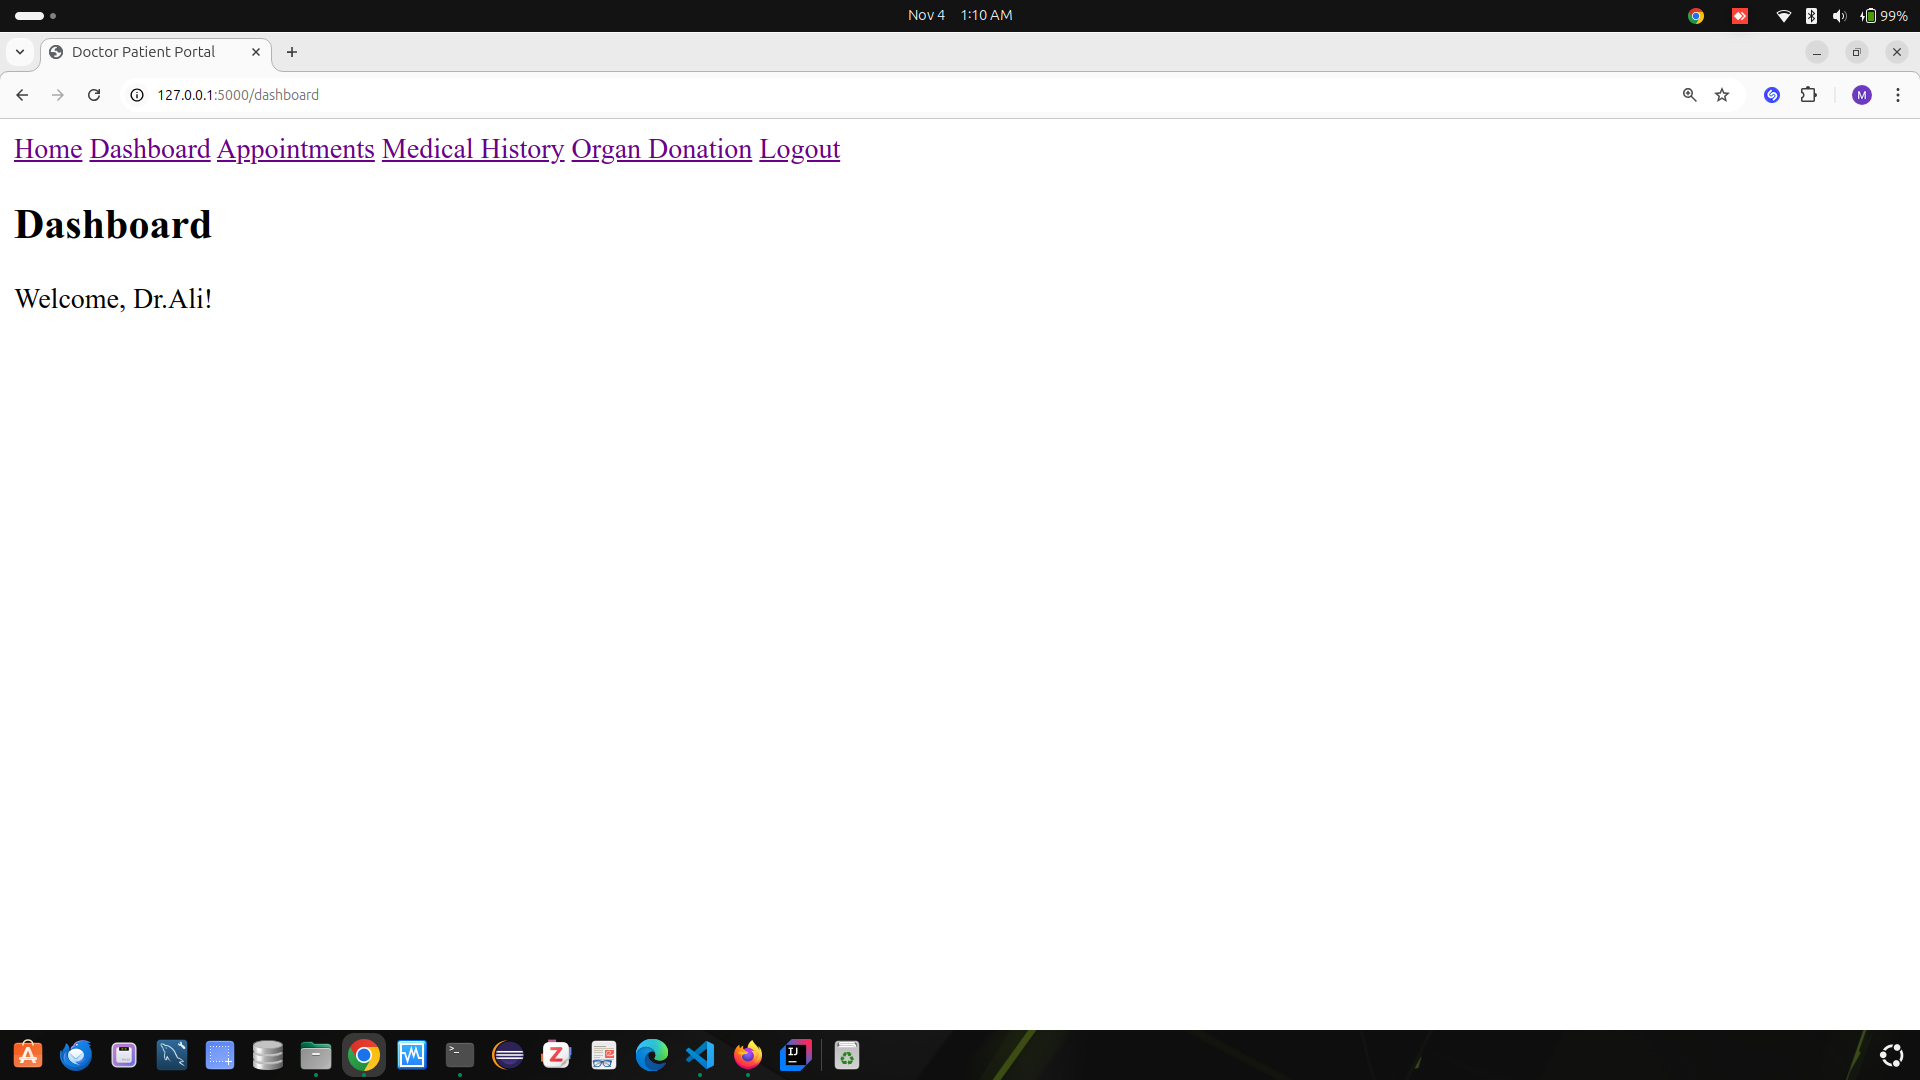 Nov 4 1:10 AM
99%
Doctor Patient Portal
127.0.0.1:5000/dashboard
M
Home Dashboard Appointments Medical History Organ Donation Logout
Dashboard
Welcome, Dr.Ali!